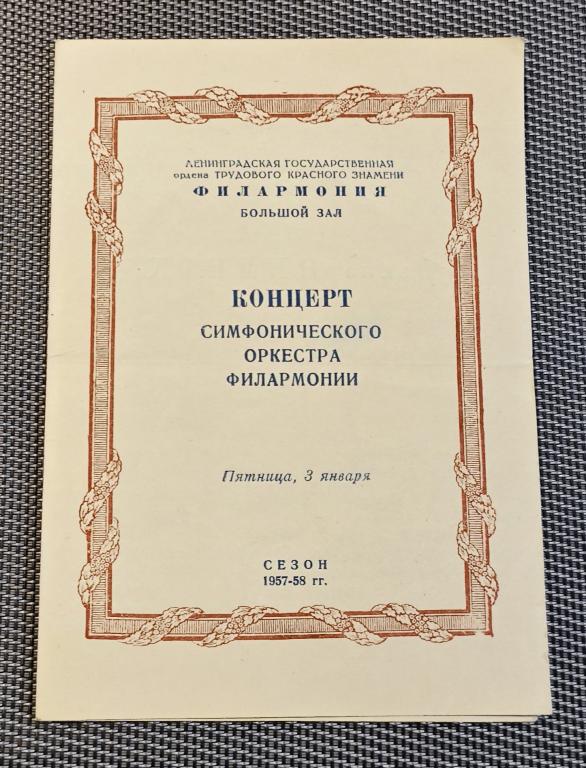 ЛЕНИНГРАДСКАЯ ГОСУДАРСТВЕННАЯ
ордена ТРУДОВОГО КРАСНОГО ЗНАМЕНИ
ФИЛАРМОНИЯ
БОЛЬШОЙ ЗАЛ
КОНЦЕРТ
СИМФОНИЧЕСКОГО
ОРКЕСТРА
ФИЛАРМОНИИ
Пятница, 3 января
СЕЗОН
1957-58 гг.